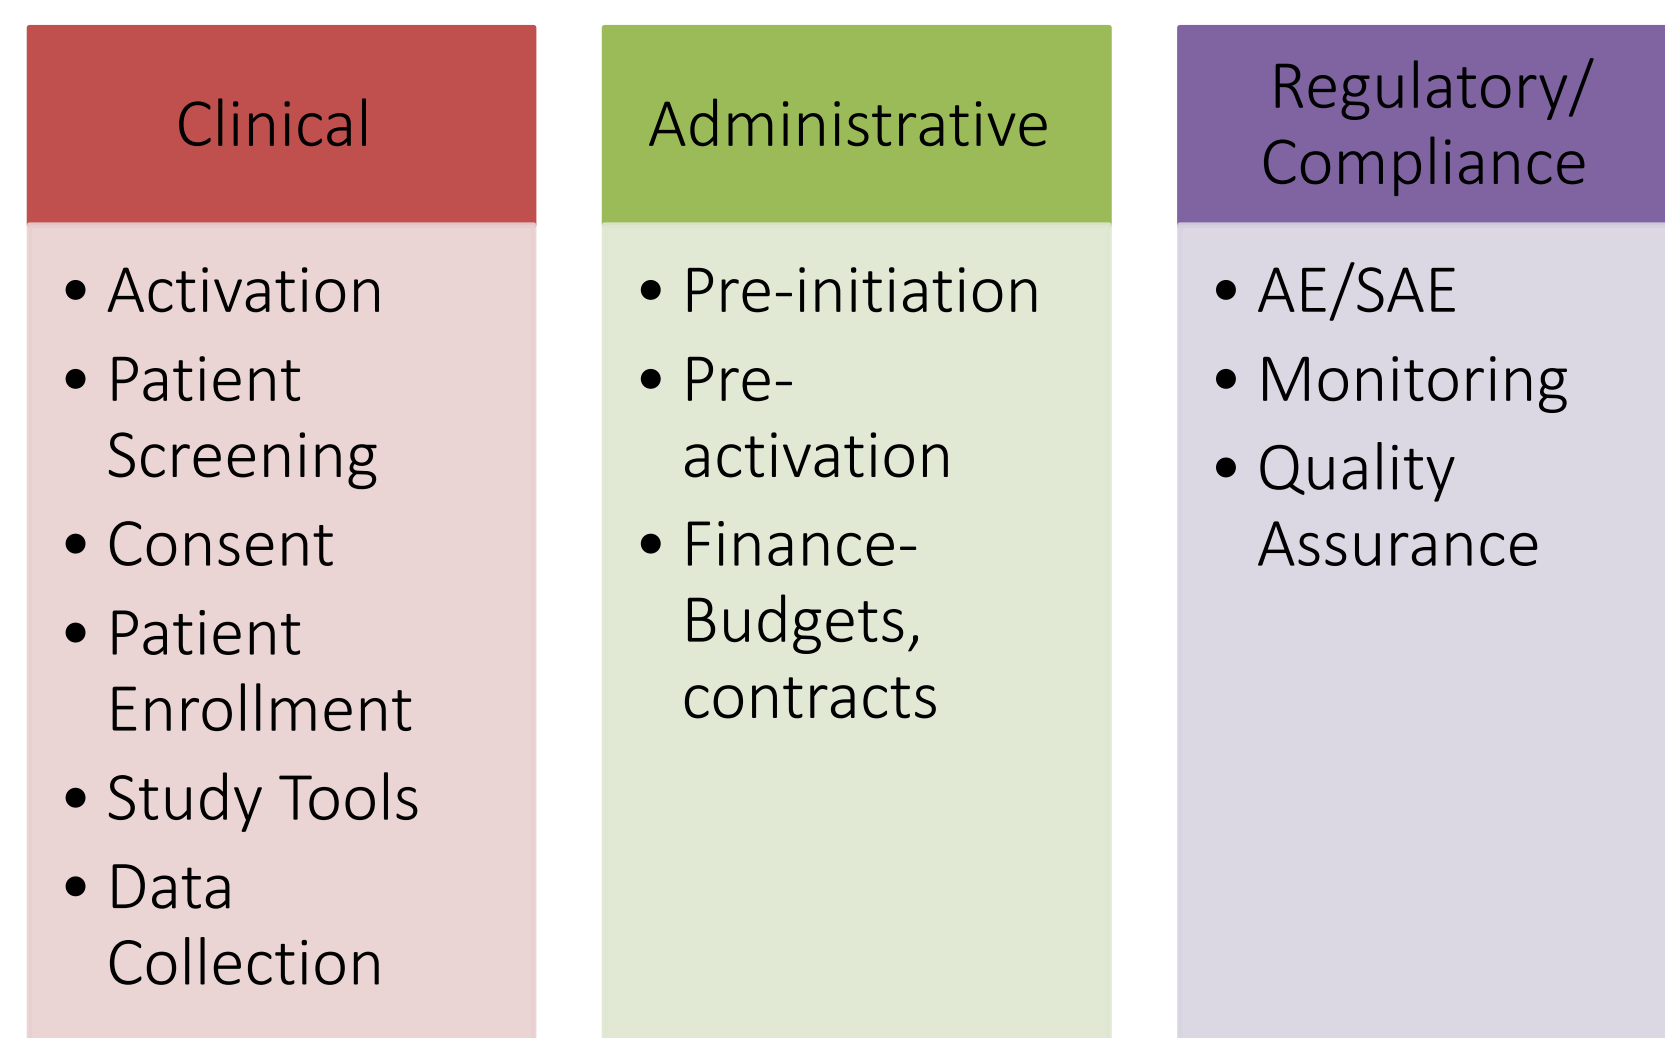 Clinical
• Activation
• Patient
Screening
• Consent
• Patient
Enrollment
• Study Tools
• Data
Collection
Administrative
• Pre-initiation
• Pre-
activation
• Finance-
Budgets,
contracts
Regulatory/
Compliance
• AE/SAE
• Monitoring
• Quality
Assurance